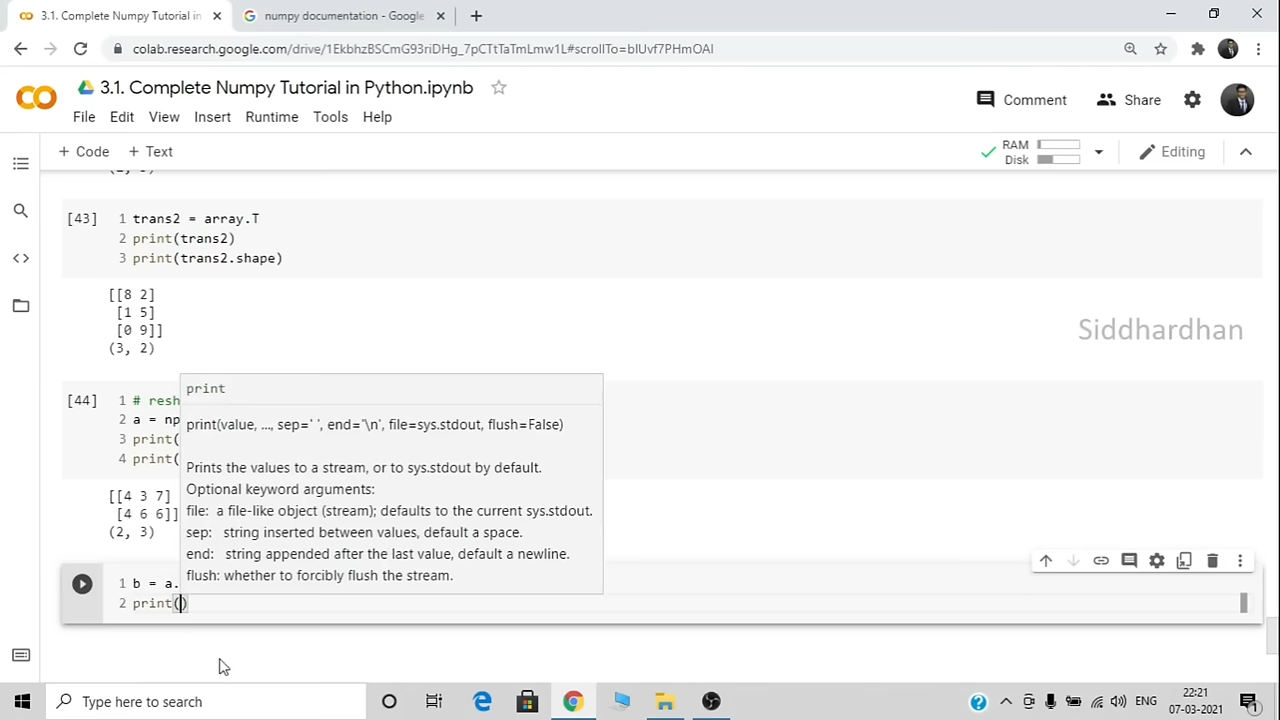 3.1. Complete Numpy Tutorial in
numpy documentation - Google
colab.research.google.com/drive/1EkbhzBSCmG93riDHg_7pCTtTaTmLmw1L#scrollTo=blUvf7PHmOAI
3.1. Complete Numpy Tutorial in Python.ipynb
Comment
Share
File Edit View Insert Runtime Tools Help
+ Code + Text
RAM
Disk
Editing
[43] 1 trans2 = array.T
2 print(trans2)
3 print(trans2.shape)
[[8 2]
[1 5]
[0 9]]
(3, 2)
Siddhardhan
[44] 1 # resh
2 a = np
3 print(
4 print(
[[4 3 7]
[4 6 6]]
(2, 3)
print
print(value, ..., sep=' ', end='\n', file=sys.stdout, flush=False)
Prints the values to a stream, or to sys.stdout by default.
Optional keyword arguments:
file: a file-like object (stream); defaults to the current sys.stdout.
sep: string inserted between values, default a space.
end: string appended after the last value, default a newline.
flush: whether to forcibly flush the stream.
1 b = a.
2 print()
Type here to search
ENG
22:21
07-03-2021